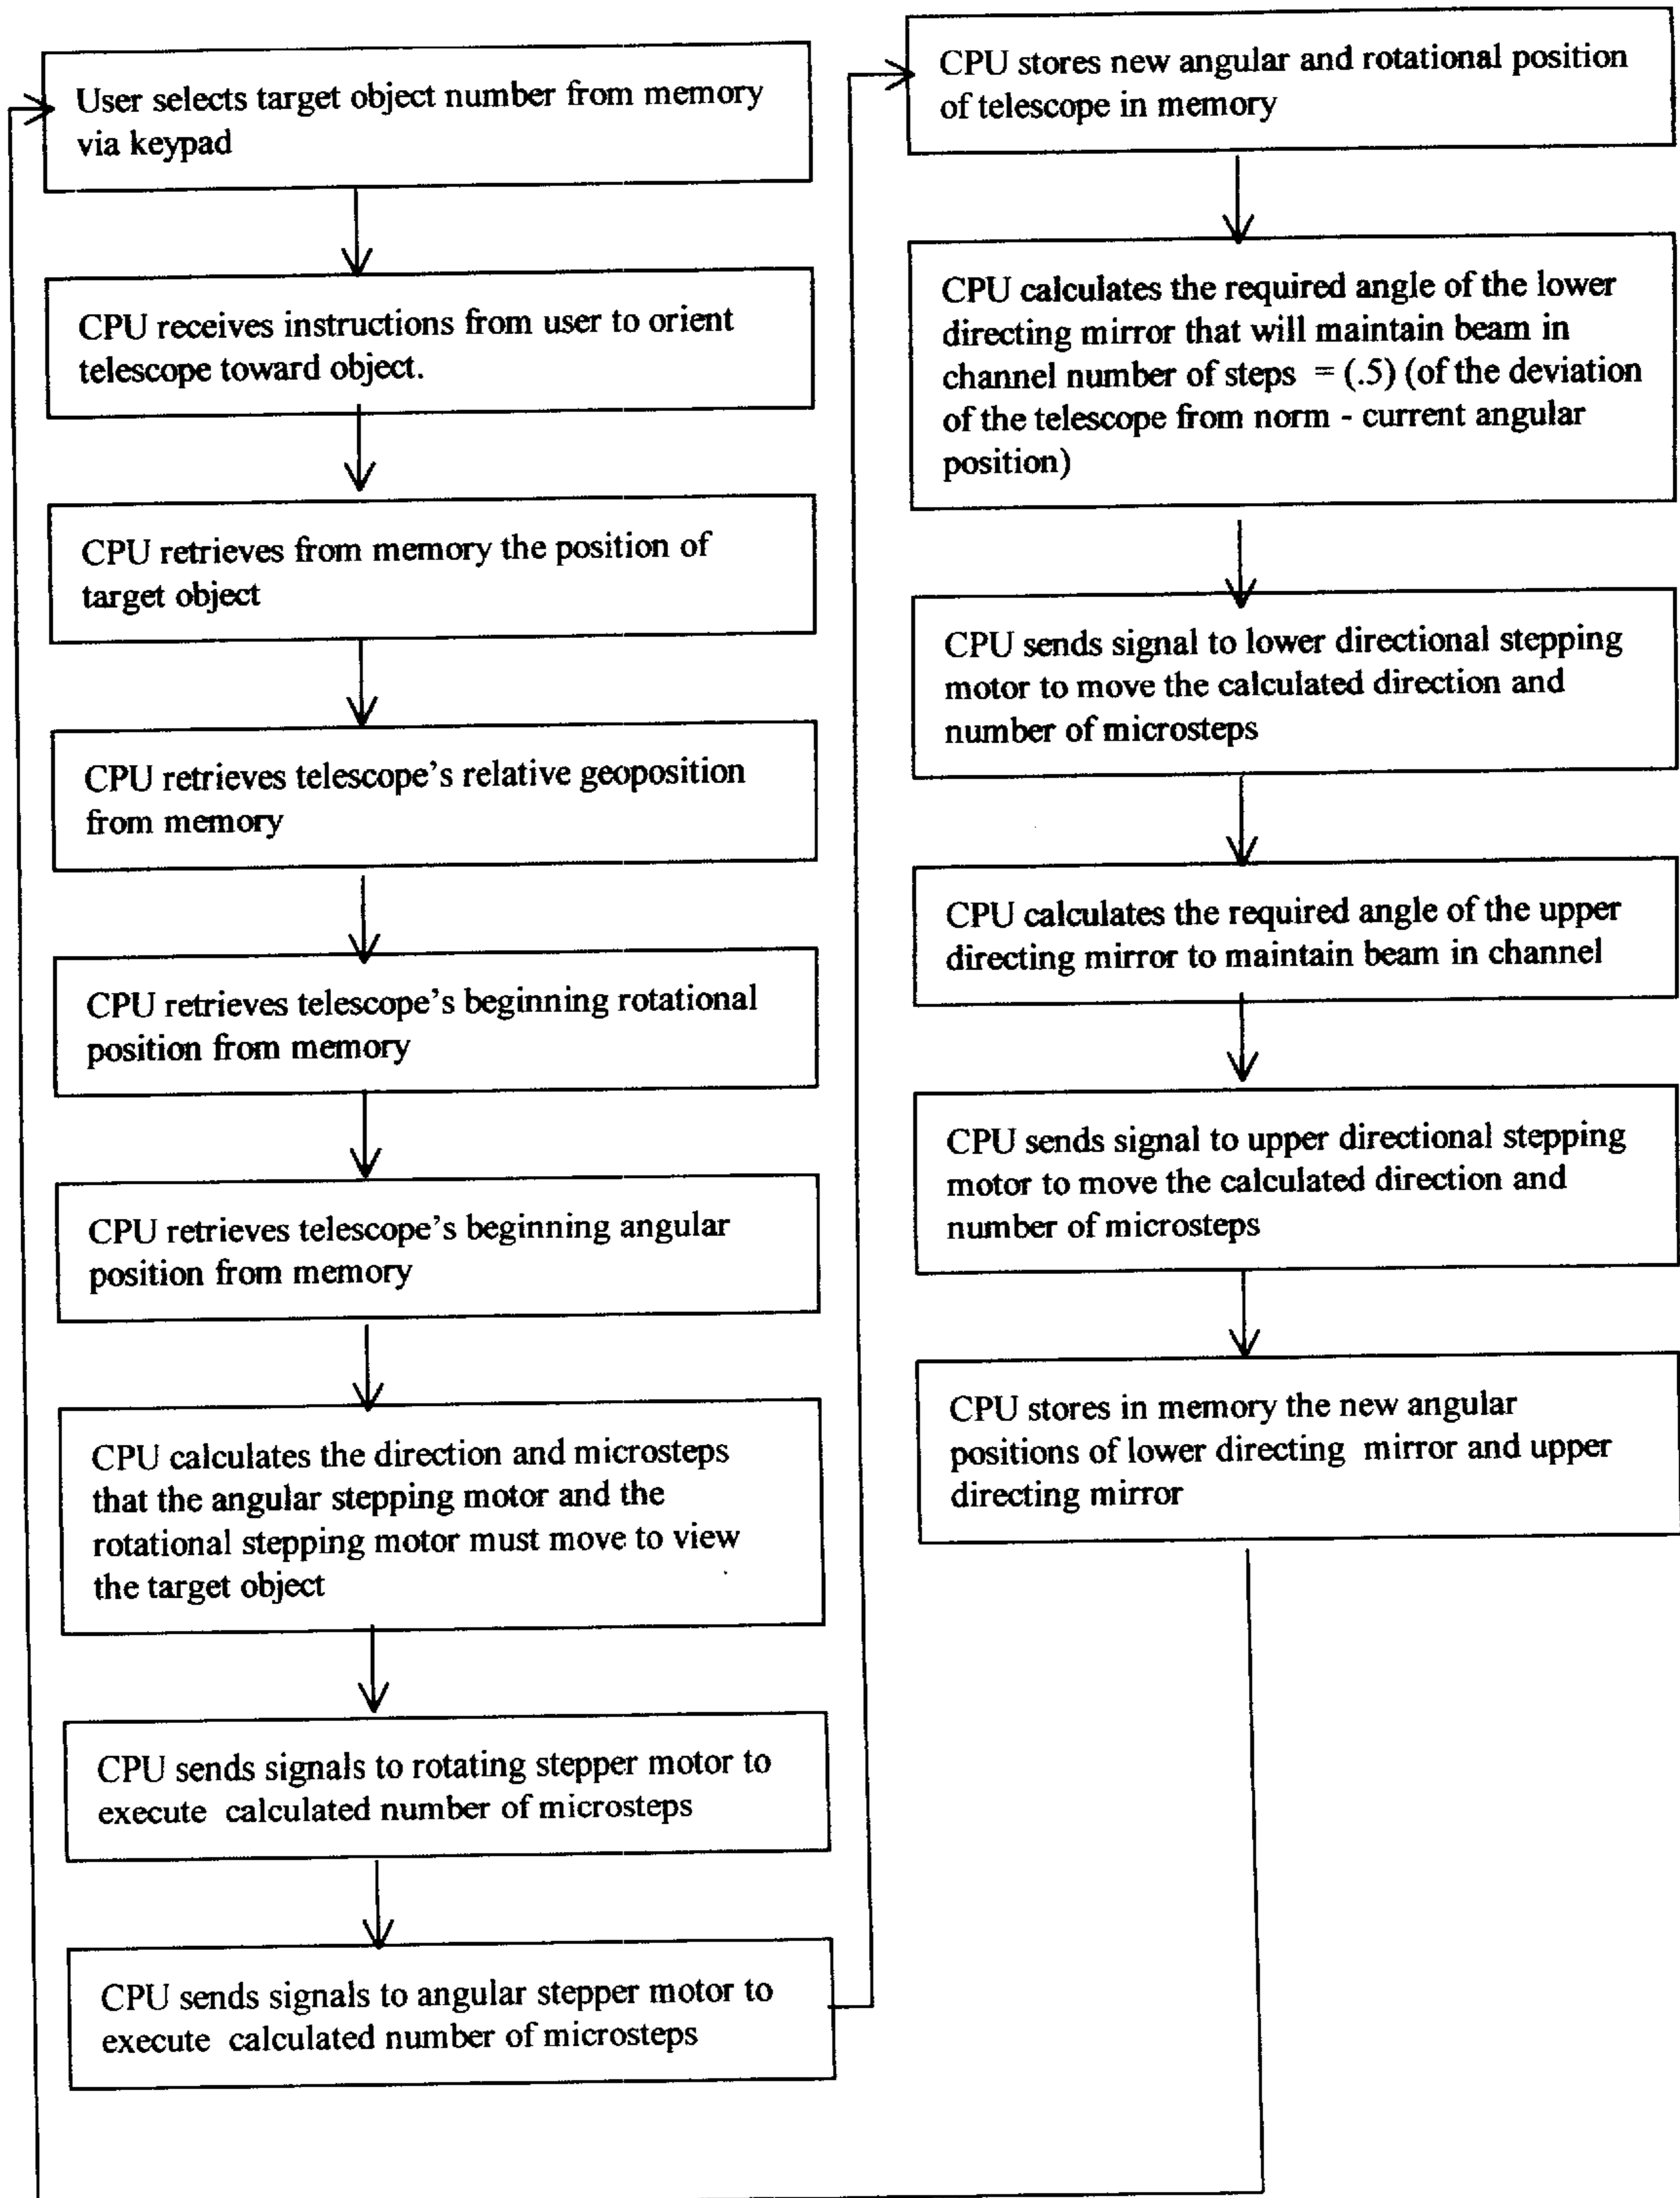 User selects target object number from memory
via keypad
CPU receives instructions from user to orient
telescope toward object.
CPU retrieves from memory the position of
target object
CPU retrieves telescope's relative geoposition
from memory
CPU retrieves telescope's beginning rotational
position from memory
CPU retrieves telescope's beginning angular
position from memory
CPU calculates the direction and microsteps
that the angular stepping motor and the
rotational stepping motor must move to view
the target object
CPU sends signals to rotating stepper motor to
execute calculated number of microsteps
CPU sends signals to angular stepper motor to
execute calculated number of microsteps
CPU stores new angular and rotational position
of telescope in memory
CPU calculates the required angle of the lower
directing mirror that will maintain beam in
channel number of steps = (.5) (of the deviation
of the telescope from norm - current angular
position)
CPU sends signal to lower directional stepping
motor to move the calculated direction and
number of microsteps
CPU calculates the required angle of the upper
directing mirror to maintain beam in channel
CPU sends signal to upper directional stepping
motor to move the calculated direction and
number of microsteps
CPU stores in memory the new angular
positions of lower directing mirror and upper
directing mirror